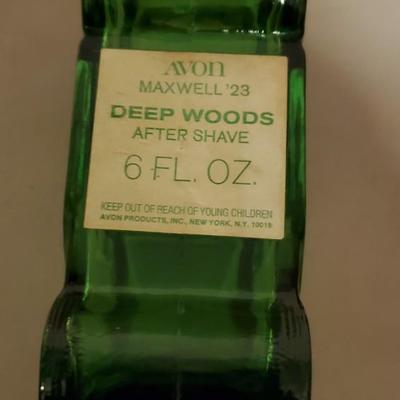 AVON
MAXWELL '23
DEEP WOODS
AFTER SHAVE
6 FL. OZ.
KEEP OUT OF REACH OF YOUNG CHILDREN
AVON PRODUCTS, INC., NEW YORK, N.Y. 10019